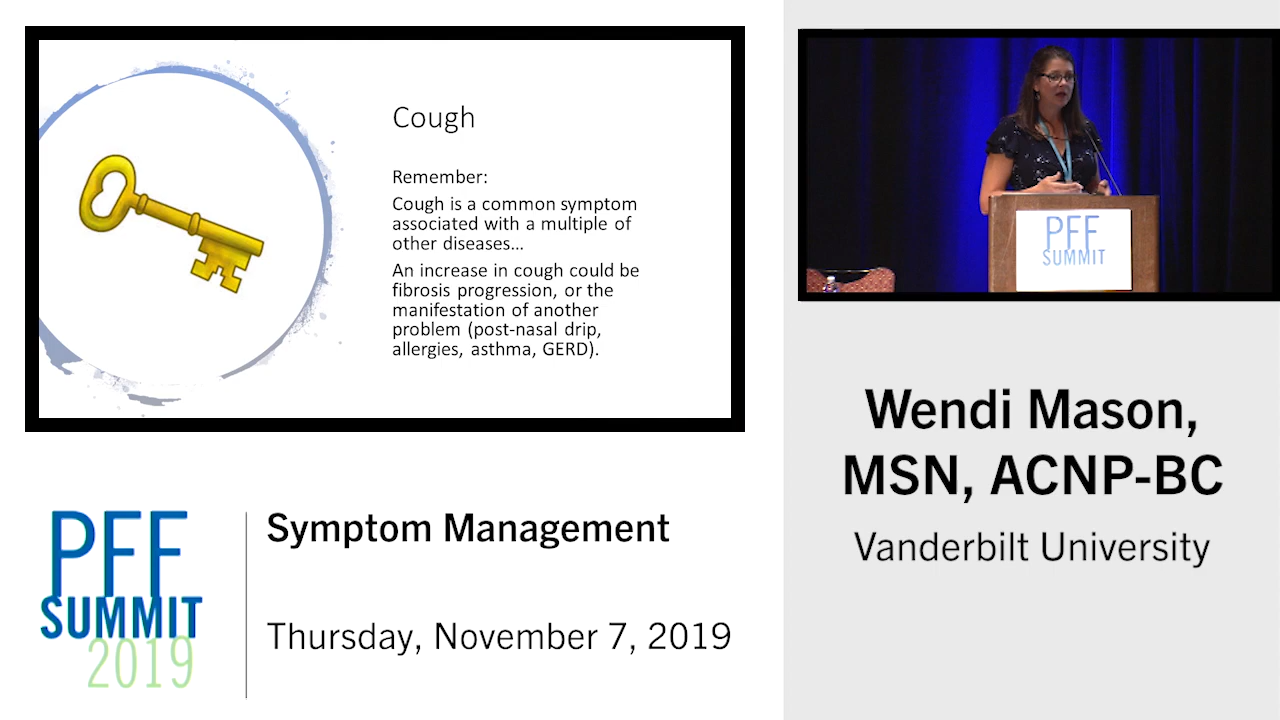 Cough
Remember:
Cough is a common symptom
associated with a multiple of
other diseases...
An increase in cough could be
fibrosis progression, or the
manifestation of another
problem (post-nasal drip,
allergies, asthma, GERD).
PFF
SUMMIT
Wendi Mason,
MSN, ACNP-BC
Vanderbilt University
PFF
SUMMIT
2019
Symptom Management
Thursday, November 7, 2019